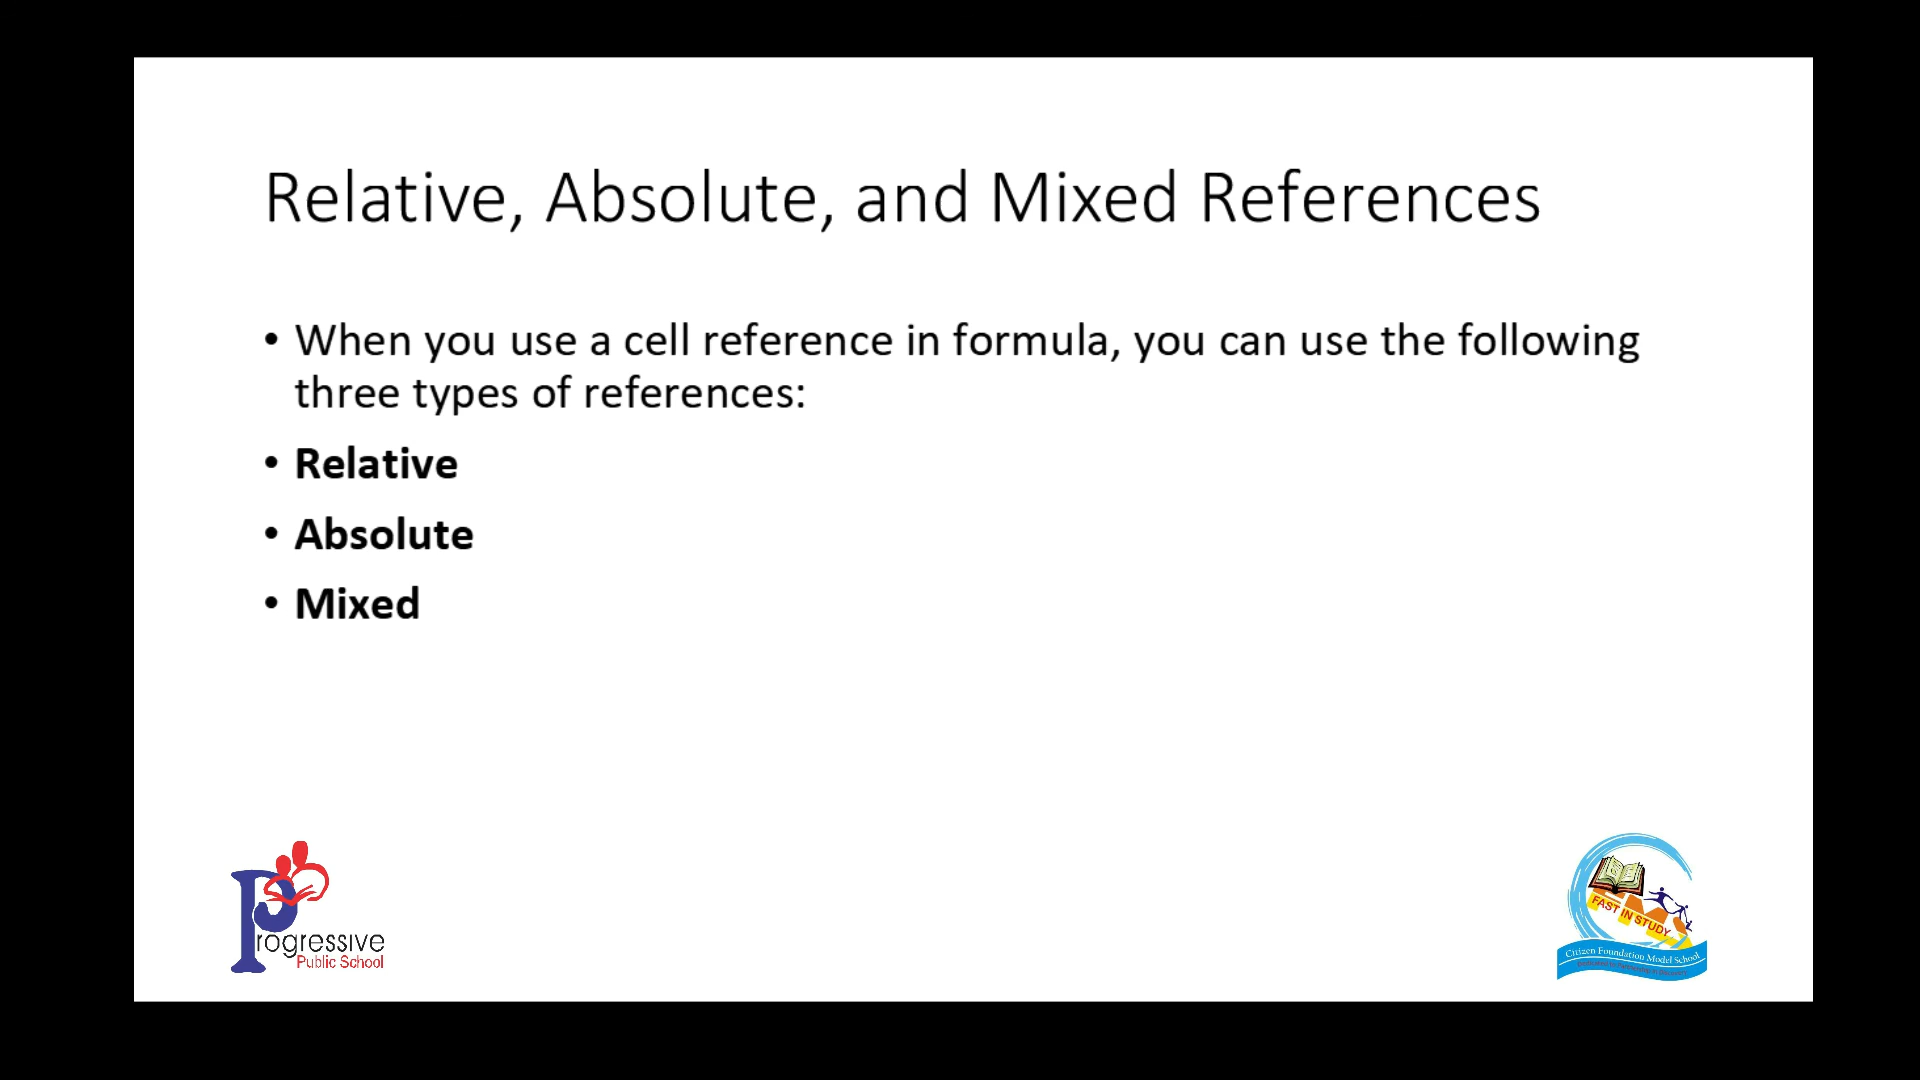 Relative, Absolute, and Mixed References
• When you use a cell reference in formula, you can use the following
three types of references:
• Relative
• Absolute
• Mixed
Progressive
Public School
FAST IN STUDY
Citizen Foundation Model School